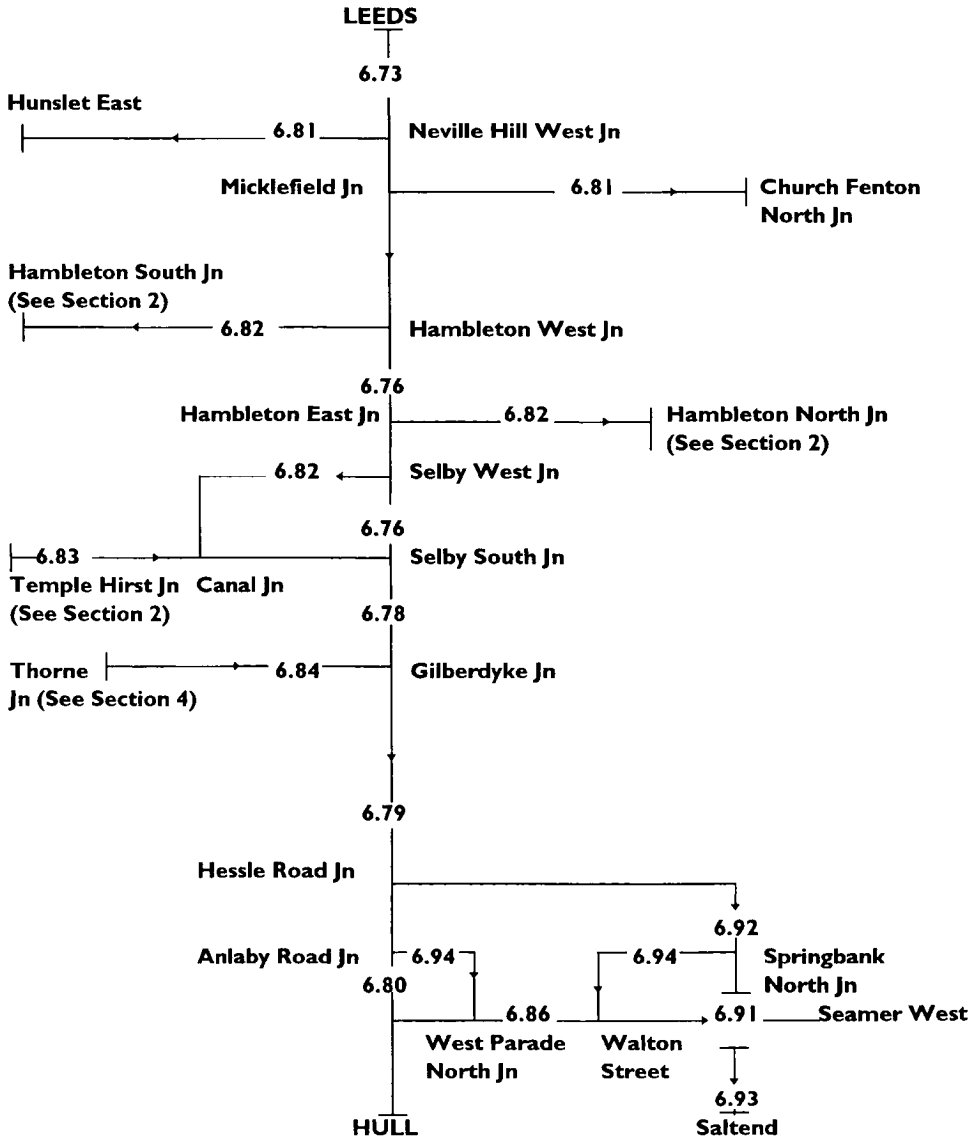 LEEDS
6.73
Hunslet East
6.81
Neville Hill West Jn
Micklefield Jn
6.81
Church Fenton
North Jn
Hambleton South Jn
(See Section 2)
6.82
Hambleton West Jn
6.76
Hambleton East Jn
6.82
Hambleton North Jn
(See Section 2)
6.82
Selby West Jn
6.76
6.83
Selby South Jn
Temple Hirst Jn
(See Section 2)
Canal Jn
6.78
Thorne
Jn (See Section 4)
6.84
Gilberdyke Jn
6.79
Hessle Road Jn
6.92
Anlaby Road Jn
6.94
6.94
Springbank
North Jn
6.80
6.86
6.91
Seamer West
West Parade
North Jn
Walton
Street
6.93
HULL
Saltend